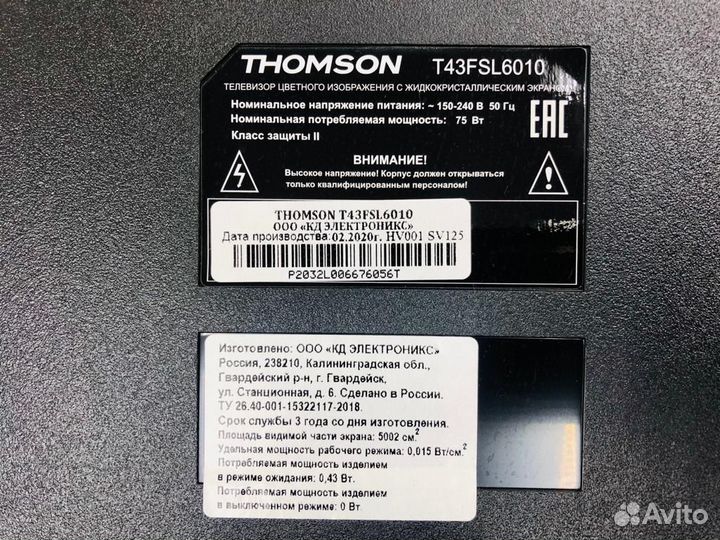 THOMSON T43FSL6010
ТЕЛЕВИЗОР ЦВЕТНОГО ИЗОБРАЖЕНИЯ С ЖИДКОКРИСТАЛЛИЧЕСКИМ ЭКРАНОМ
Номинальное напряжение питания: ~ 150-240 В 50 Гц
Номинальная потребляемая мощность: 75 Вт
Класс защиты II
EAC
ВНИМАНИЕ!
Высокое напряжение! Корпус должен открываться
только квалифицированным персоналом!
THOMSON T43FSL6010
ООО «КД ЭЛЕКТРОНИКС»
Дата производства:02.2020г. HV001 SV125
P2032L006676056T
Изготовлено: ООО «КД ЭЛЕКТРОНИКС»
Россия, 238210, Калининградская обл.,
Гвардейский р-н, г. Гвардейск,
ул. Станционная, д. 6. Сделано в России.
ТУ 26.40-001-15322117-2018.
Срок службы 3 года со дня изготовления.
Площадь видимой части экрана: 5002 см.²
Удельная мощность рабочего режима: 0,015 Вт/см.²
Потребляемая мощность изделием
в режиме ожидания: 0,43 Вт.
Потребляемая мощность изделием
в выключенном режиме: 0 Вт.
Avito